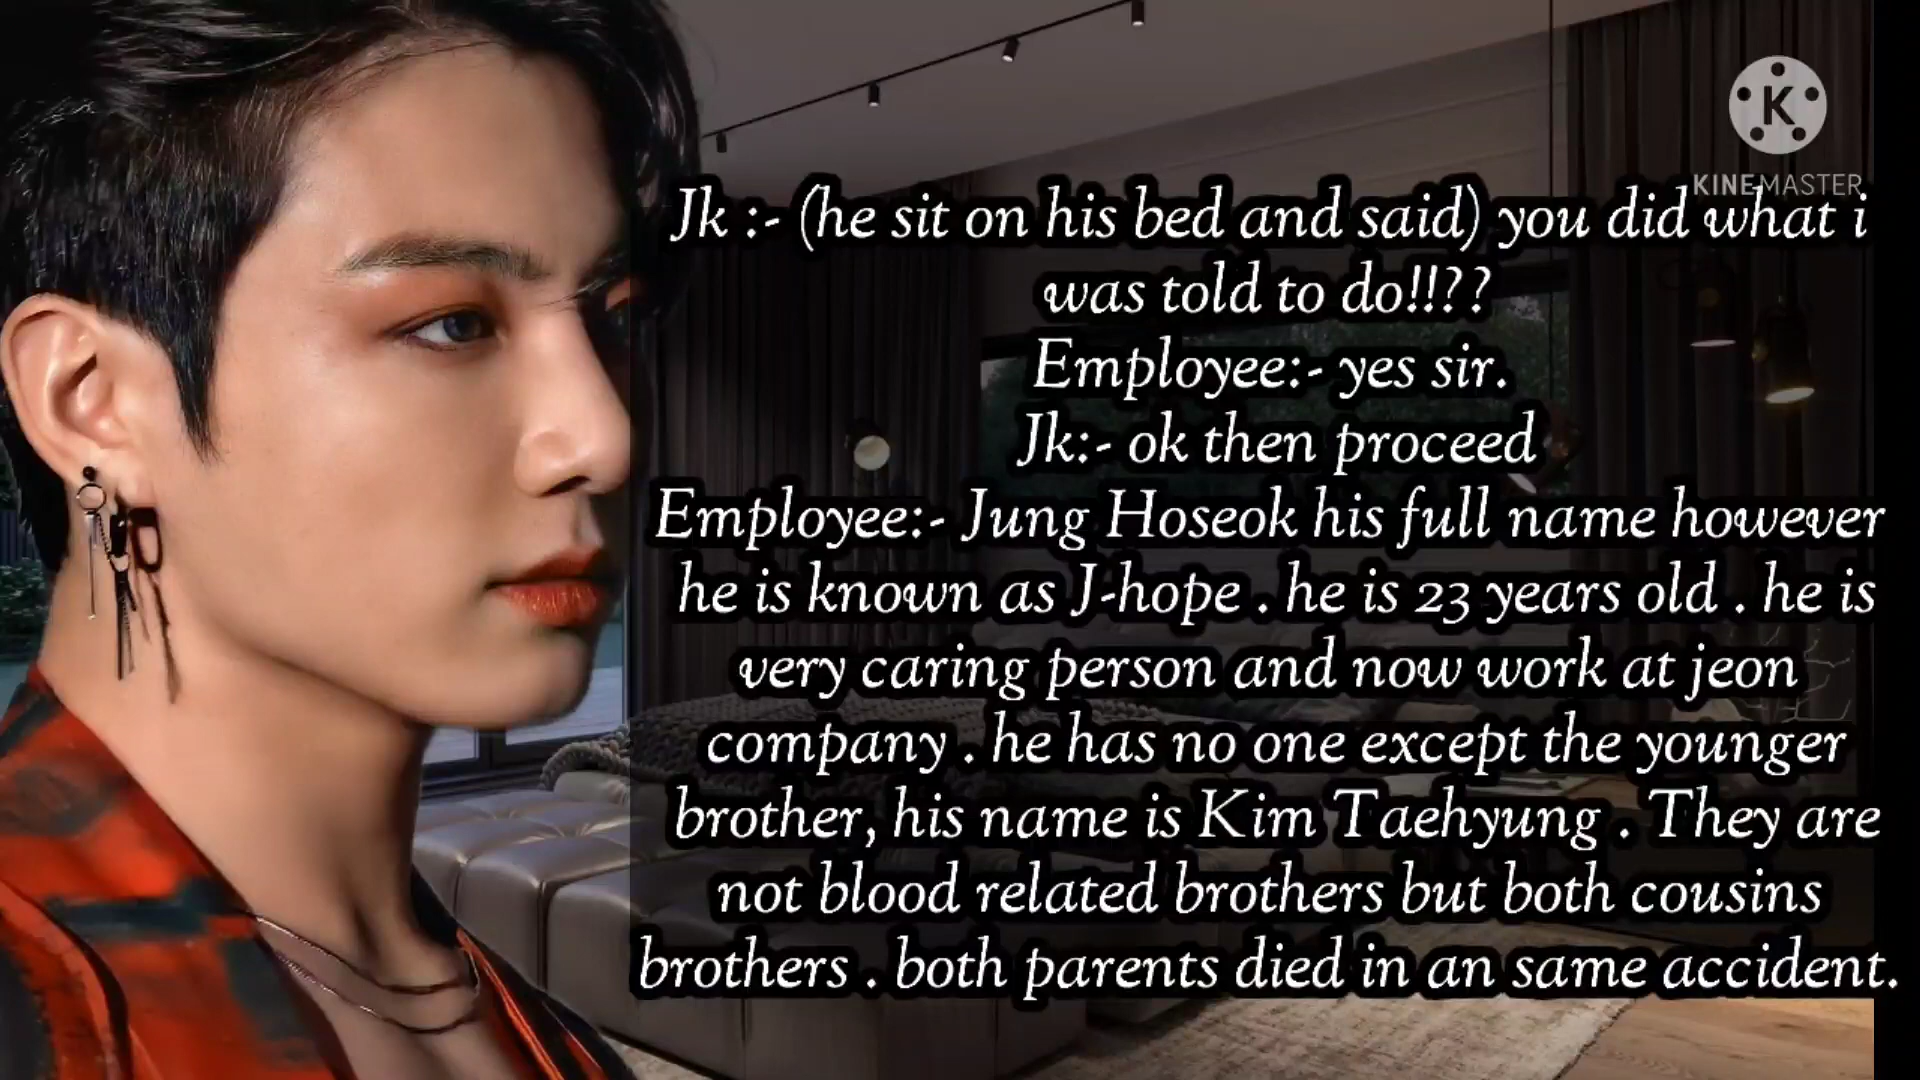 K
KINEMASTER
Jk :- (he sit on his bed and said) you did what i
was told to do!!??
Employee:- yes sir.
Jk:- ok then proceed
Employee:- Jung Hoseok his full name however
he is known as J-hope . he is 23 years old . he is
very caring person and now work at jeon
company . he has no one except the younger
brother, his name is Kim Taehyung . They are
not blood related brothers but both cousins
brothers . both parents died in an same accident.